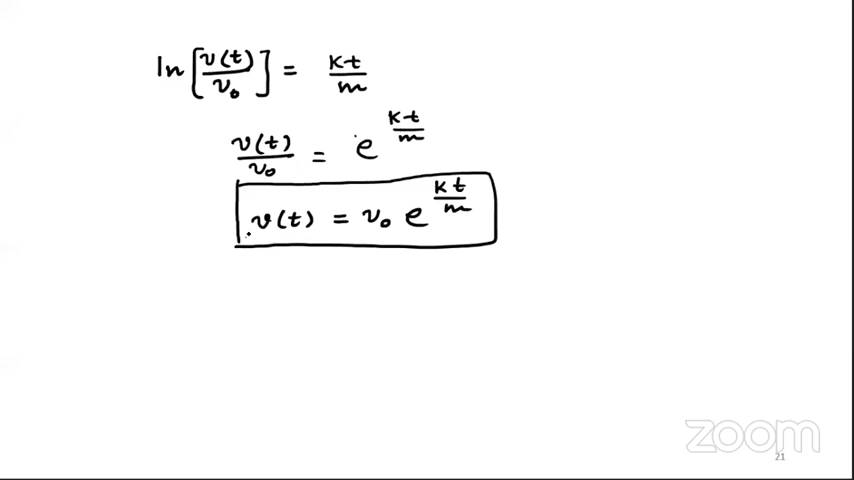 ln[v(t)/v₀] = kt/m
v(t)/v₀ = e^(kt/m)
v(t) = v₀ e^(kt/m)
zoom
21